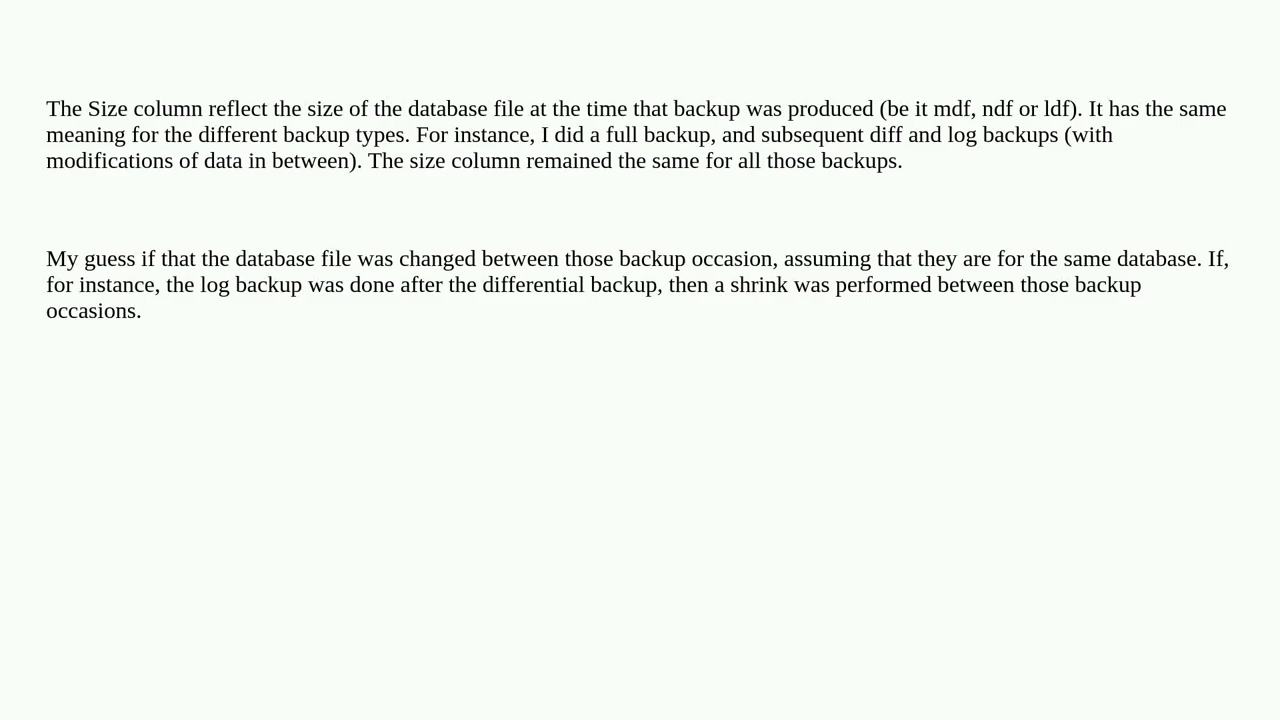 The Size column reflect the size of the database file at the time that backup was produced (be it mdf, ndf or ldf). It has the same
meaning for the different backup types. For instance, I did a full backup, and subsequent diff and log backups (with
modifications of data in between). The size column remained the same for all those backups.
My guess if that the database file was changed between those backup occasion, assuming that they are for the same database. If,
for instance, the log backup was done after the differential backup, then a shrink was performed between those backup
occasions.